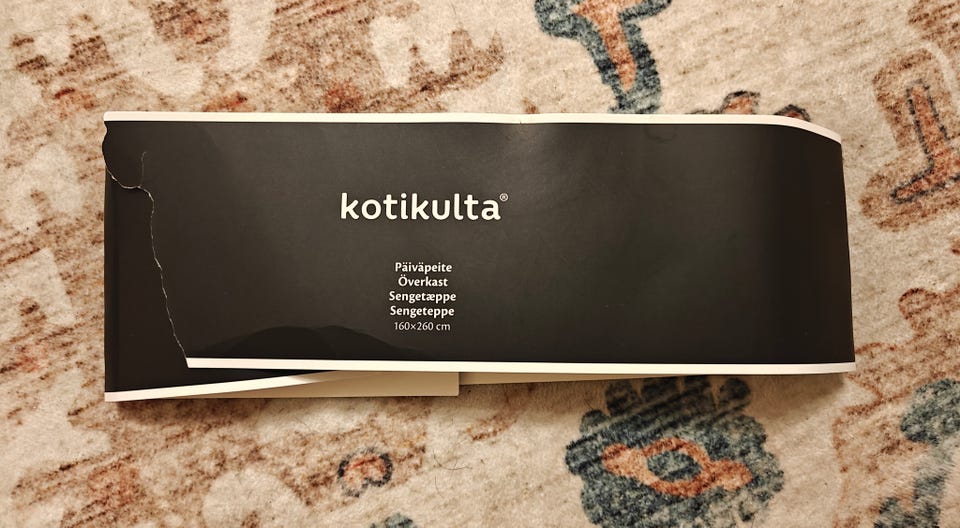 kotikulta®
Päiväpeite
Överkast
Sengetæppe
Sengeteppe
160×260 cm